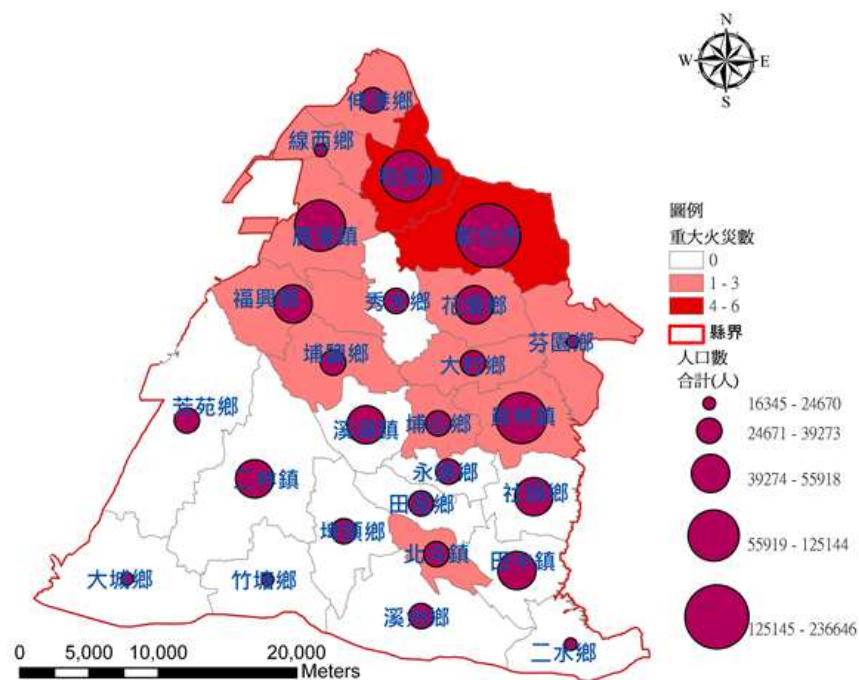 N
W E
S
伸港鄉
線西鄉
和美鎮
鹿港鎮
彰化市
福興鄉
秀水鄉
花壇鄉
芬園鄉
埔鹽鄉
大村鄉
芳苑鄉
溪湖鎮
埔心鄉
員林鎮
永靖鄉
二林鎮
田尾鄉
社頭鄉
埤頭鄉
北斗鎮
田中鎮
大城鄉
竹塘鄉
溪州鄉
二水鄉
圖例
重大火災數
0
1 - 3
4 - 6
縣界
人口數
合計(人)
16345 - 24670
24671 - 39273
39274 - 55918
55919 - 125144
125145 - 236646
0 5,000 10,000 20,000
Meters